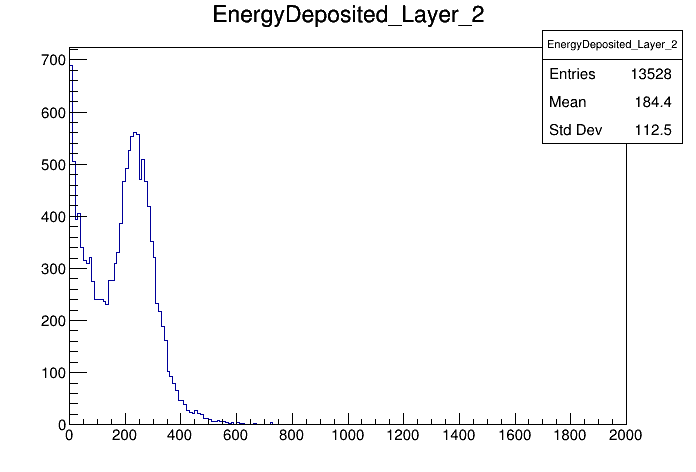 EnergyDeposited_Layer_2
EnergyDeposited_Layer_2
Entries 13528
Mean 184.4
Std Dev 112.5
700
600
500
400
300
200
100
0
0 200 400 600 800 1000 1200 1400 1600 1800 2000